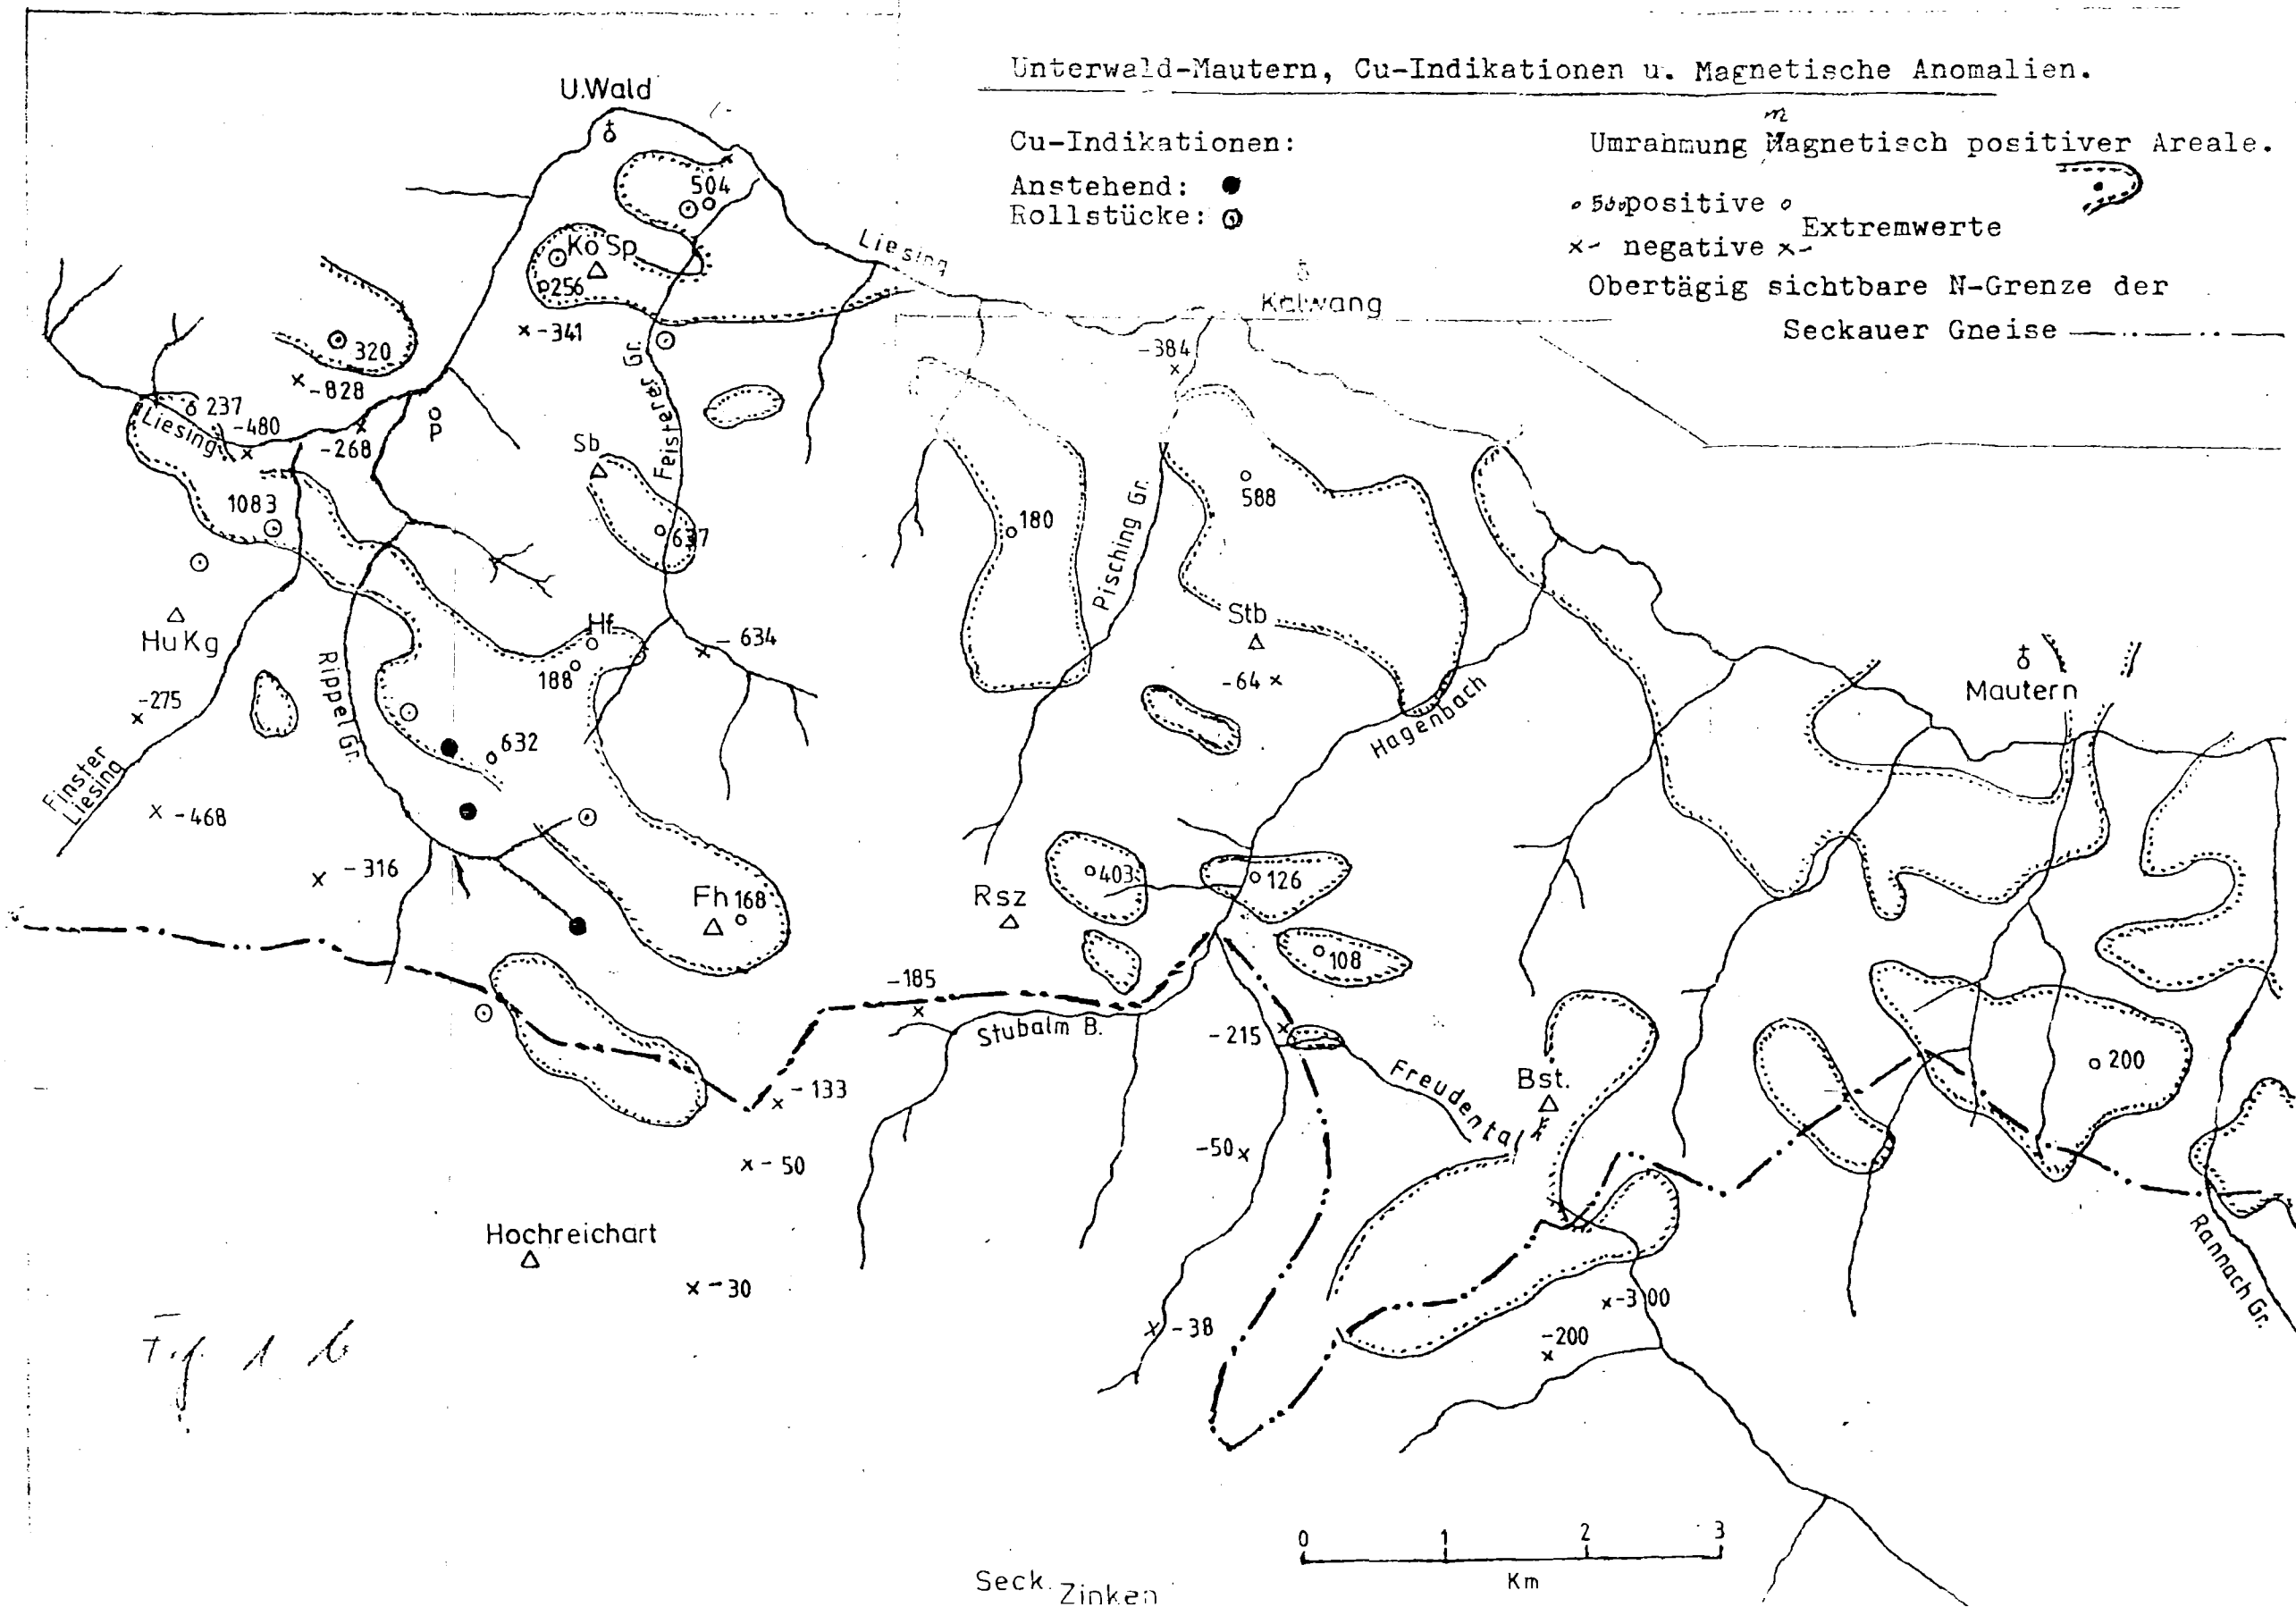 Unterwald-Mautern, Cu-Indikationen u. Magnetische Anomalien.
Cu-Indikationen:
Anstehend:
Rollstücke:
m
Umrahmung Magnetisch positiver Areale.
positive
Extremwerte
x- negative x-
Obertägig sichtbare N-Grenze der
Seckauer Gneise
U.Wald
504
Kö Sp
256
-341
320
-828
237
Liesing
-480
-268
P
1083
Liesing
Kalwang
-384
Feisterer Gr.
Sb
637
180
Pisching Gr.
588
Stb
-64
Hagenbach
Mautern
HuKg
-275
Finster
Liesing
-468
-316
Rippel Gr.
Hf
188
632
-634
Fh 168
Rsz
403
126
108
-185
Stubalm B.
-215
-133
-50
-50
Freudental
Bst.
200
Hochreichart
-30
-38
-300
-200
Rannach Gr.
0 1 2 3
Km
Seck. Zinken